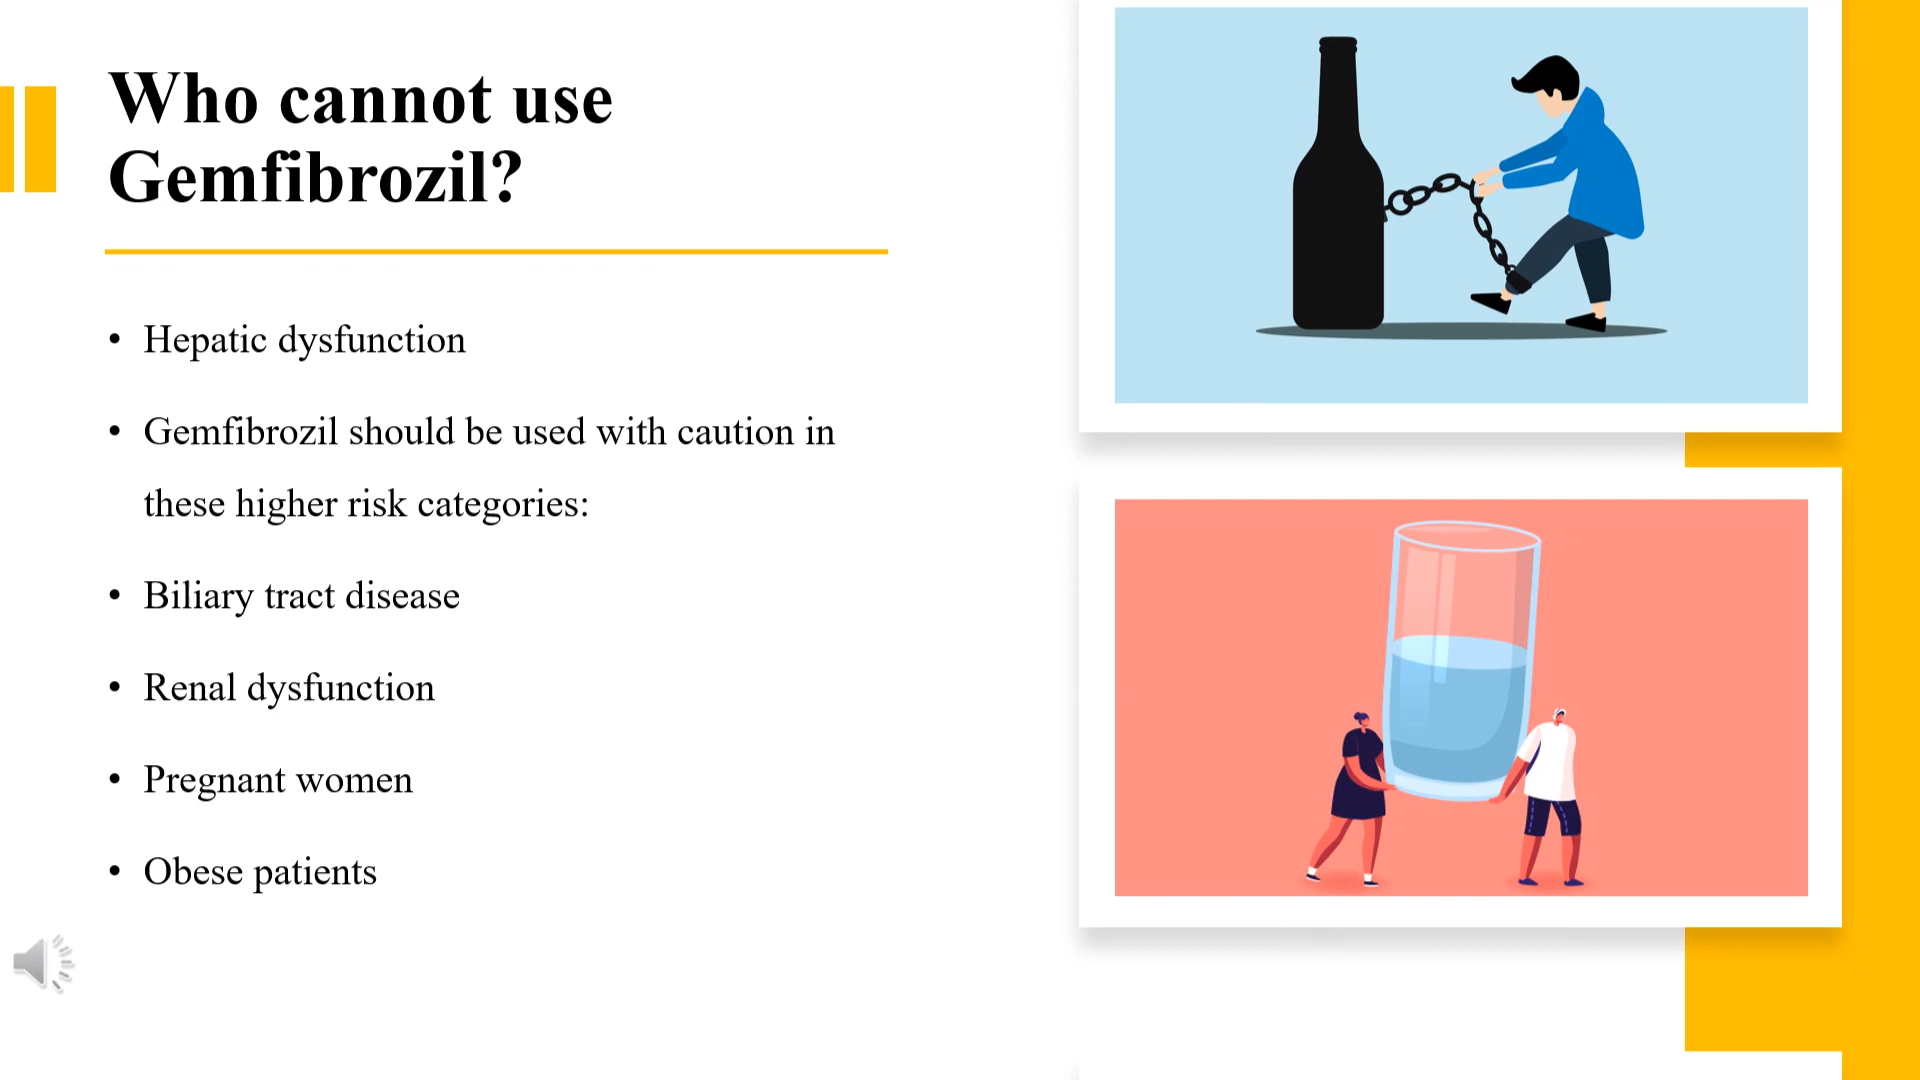 Who cannot use
Gemfibrozil?
• Hepatic dysfunction
• Gemfibrozil should be used with caution in
these higher risk categories:
• Biliary tract disease
• Renal dysfunction
• Pregnant women
• Obese patients